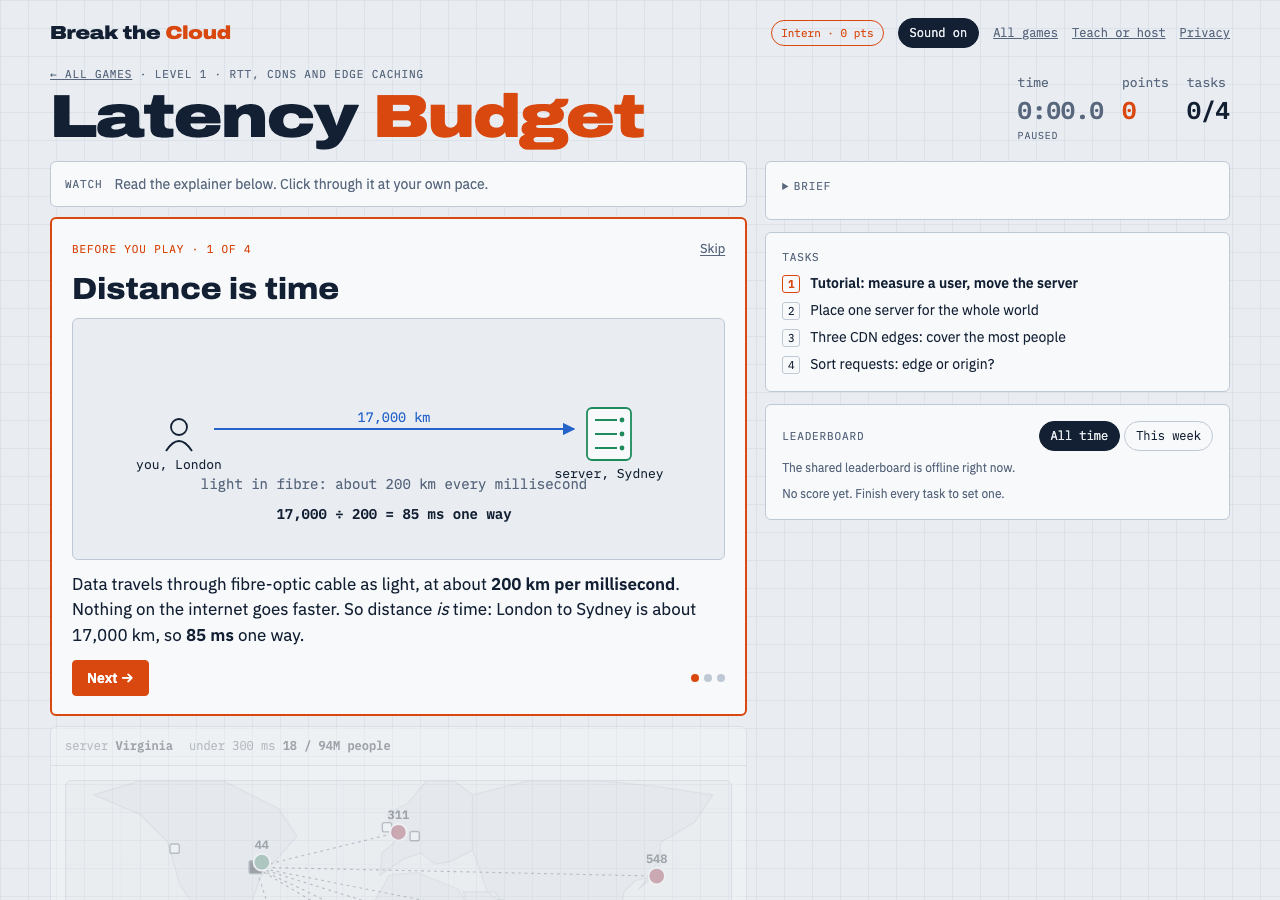 Break the Cloud
Intern · 0 pts
Sound on
All games
Teach or host
Privacy
← ALL GAMES · LEVEL 1 · RTT, CDNS AND EDGE CACHING
Latency Budget
time
0:00.0
PAUSED
points
0
tasks
0/4
WATCH Read the explainer below. Click through it at your own pace.
BEFORE YOU PLAY · 1 OF 4
Skip
Distance is time
17,000 km
you, London
server, Sydney
light in fibre: about 200 km every millisecond
17,000 ÷ 200 = 85 ms one way
Data travels through fibre-optic cable as light, at about 200 km per millisecond.
Nothing on the internet goes faster. So distance is time: London to Sydney is about
17,000 km, so 85 ms one way.
Next →
server Virginia under 300 ms 18 / 94M people
311
44
548
▶ BRIEF
TASKS
1 Tutorial: measure a user, move the server
2 Place one server for the whole world
3 Three CDN edges: cover the most people
4 Sort requests: edge or origin?
LEADERBOARD
All time
This week
The shared leaderboard is offline right now.
No score yet. Finish every task to set one.